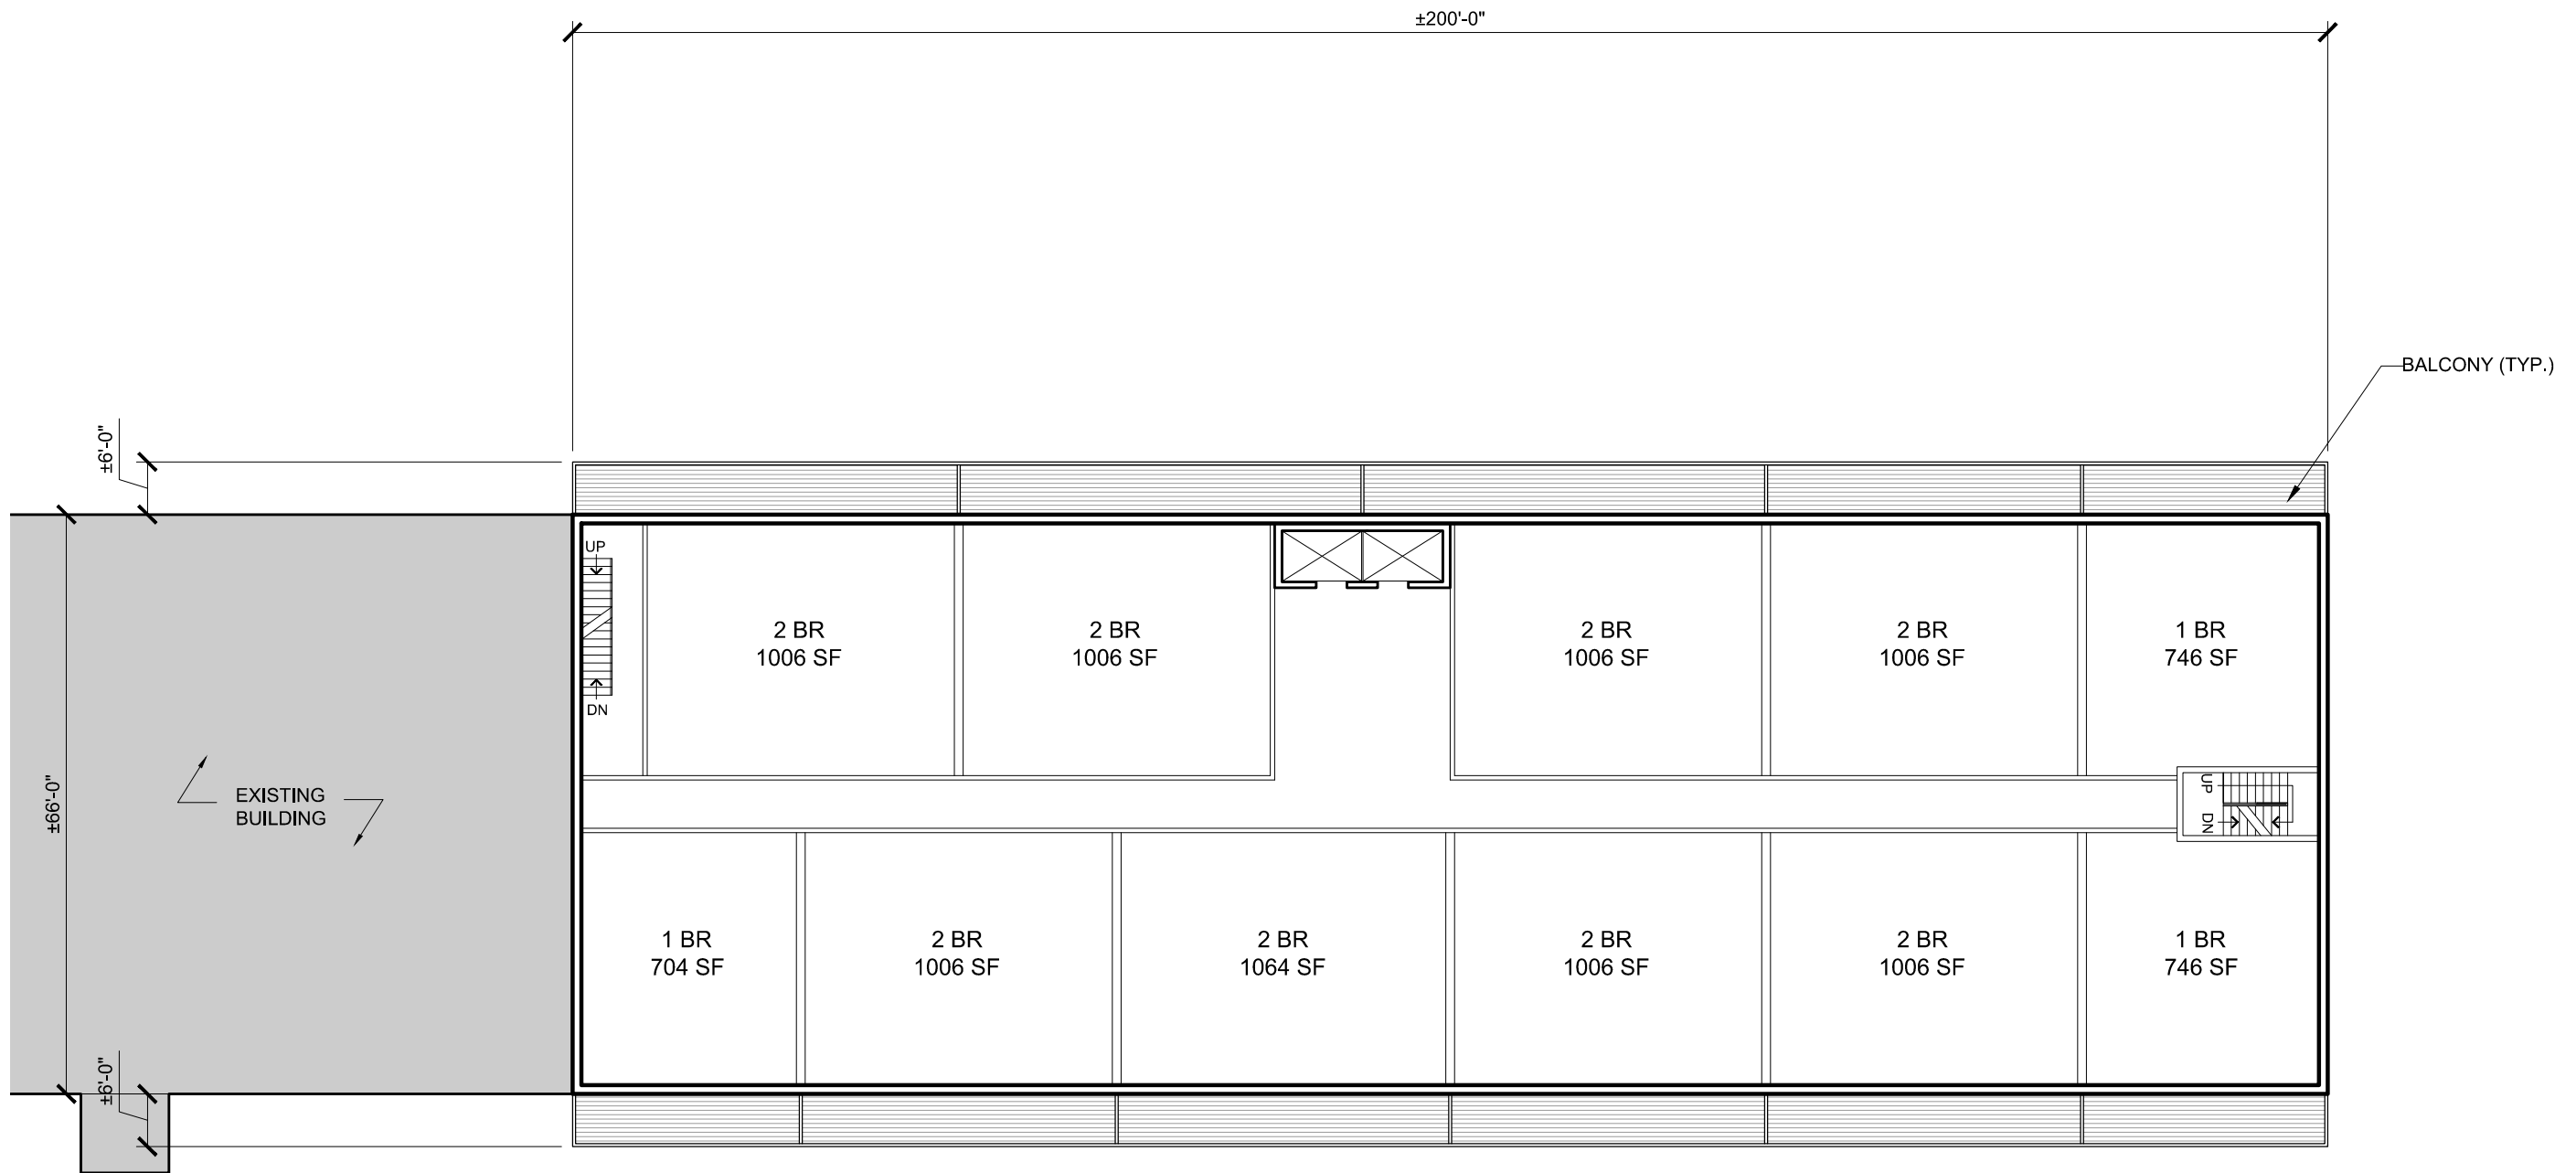 ±200'-0"
BALCONY (TYP.)
±6'-0"
UP
2 BR
1006 SF
2 BR
1006 SF
2 BR
1006 SF
2 BR
1006 SF
1 BR
746 SF
DN
±66'-0"
EXISTING
BUILDING
UP
DN
1 BR
704 SF
2 BR
1006 SF
2 BR
1064 SF
2 BR
1006 SF
2 BR
1006 SF
1 BR
746 SF
±6'-0"